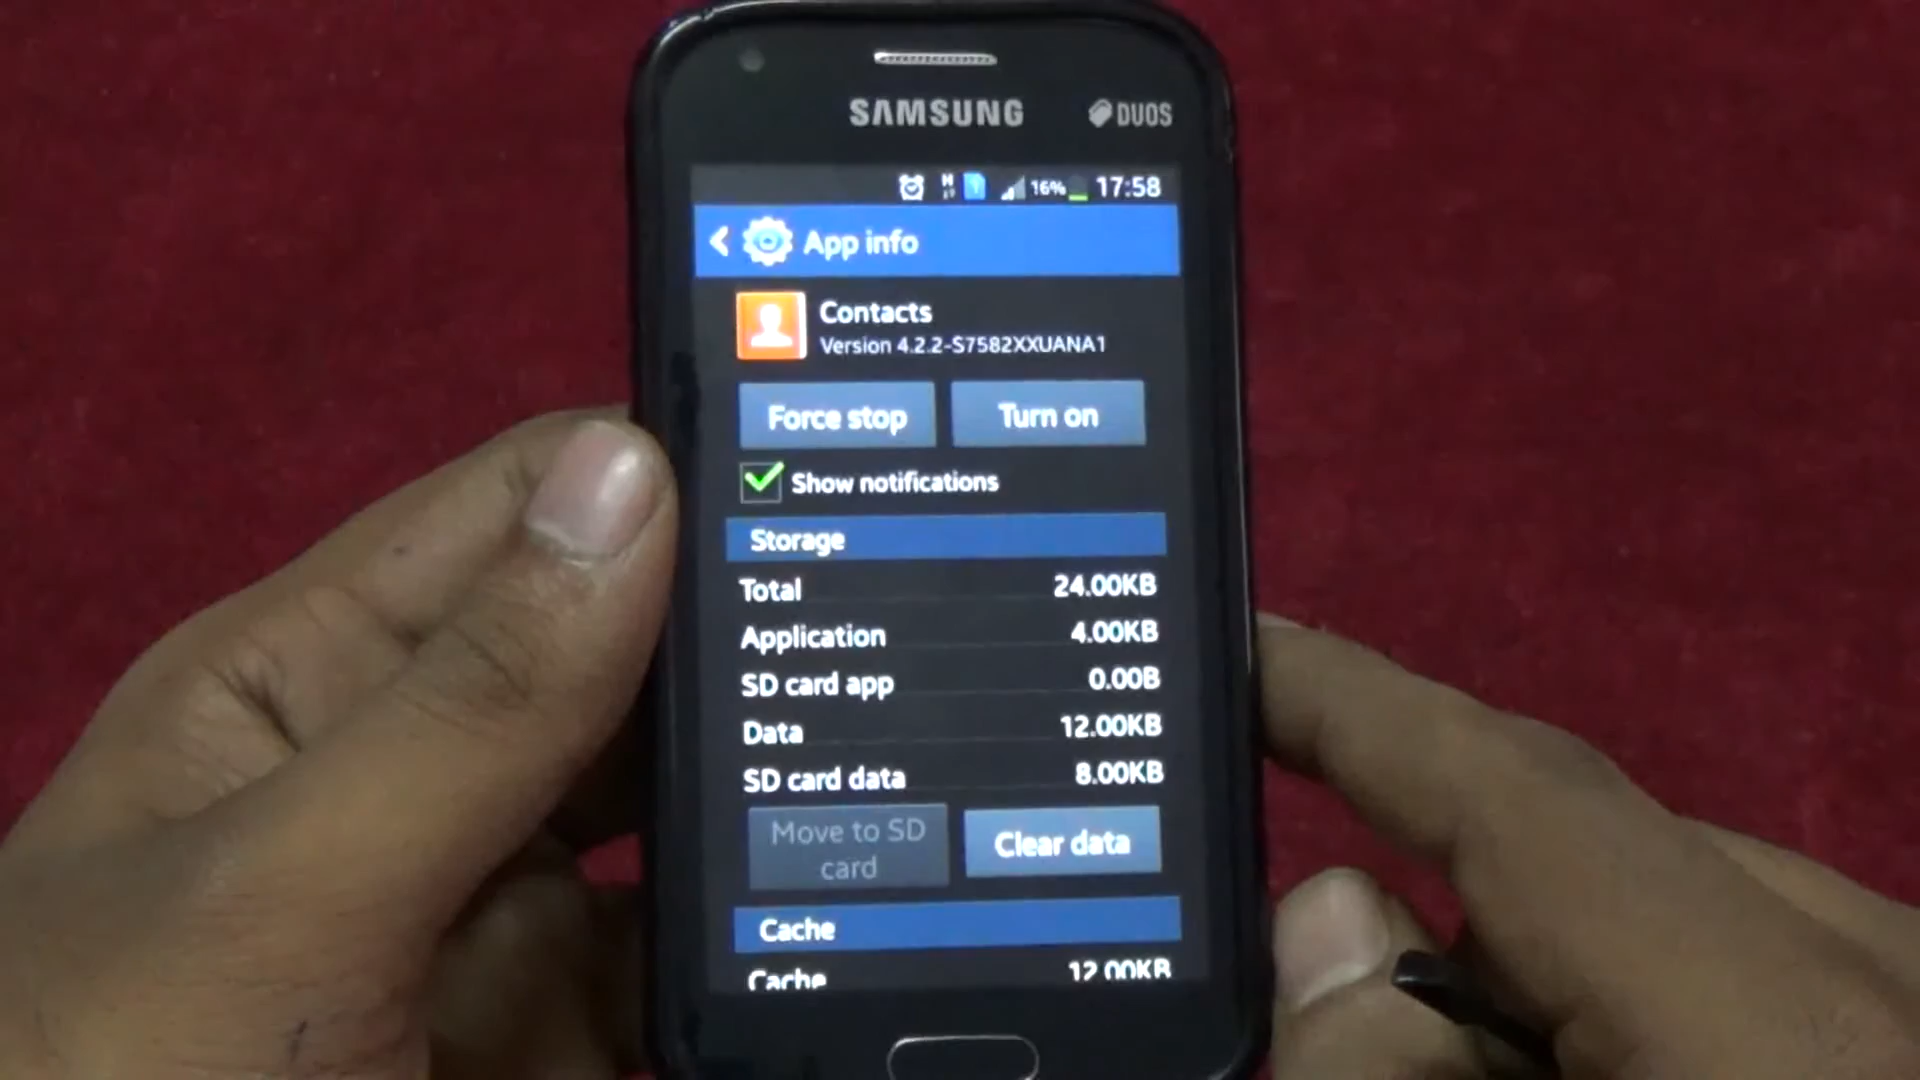 SAMSUNG DUOS
16% 17:58
App info
Contacts
Version 4.2.2-S7582XXUANA1
Force stop Turn on
Show notifications
Storage
Total 24.00KB
Application 4.00KB
SD card app 0.00B
Data 12.00KB
SD card data 8.00KB
Move to SD
card
Clear data
Cache
Cache 12.00KB